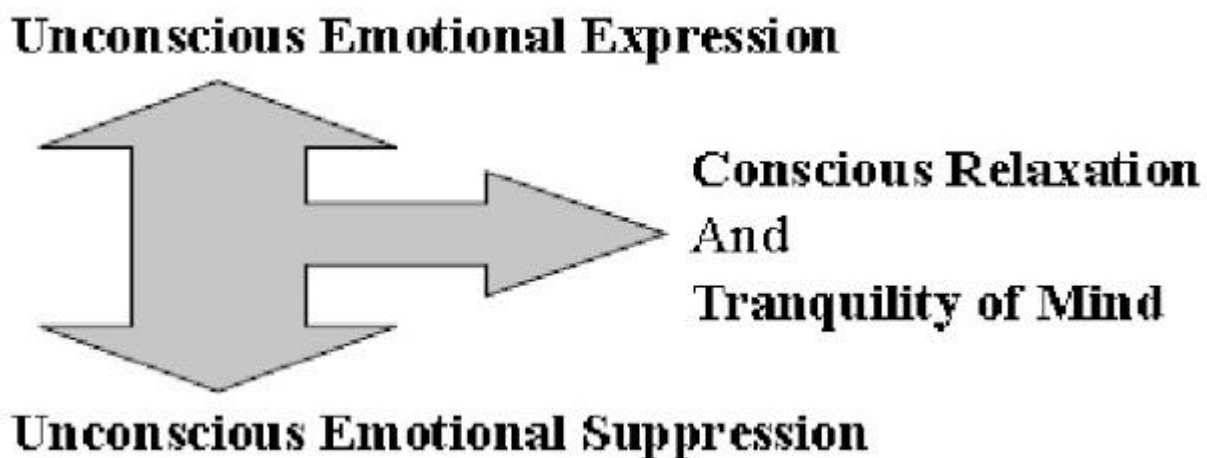 Unconscious Emotional Expression
Conscious Relaxation
And
Tranquility of Mind
Unconscious Emotional Suppression